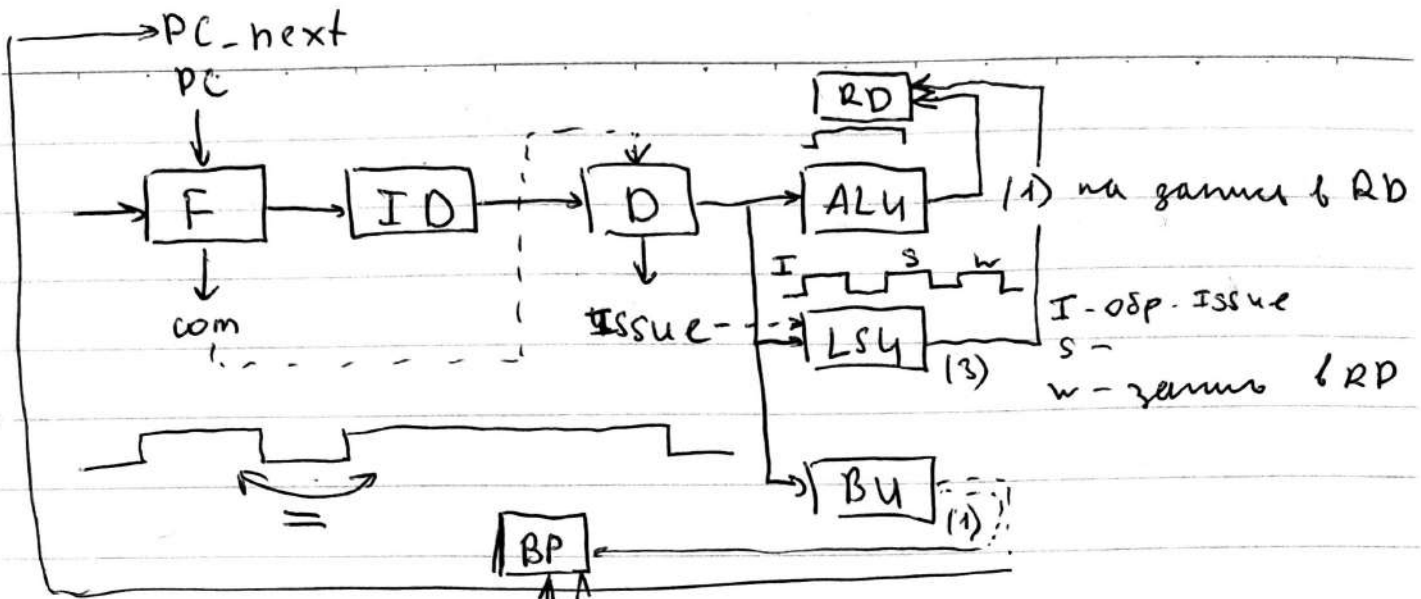 PC_next
PC
RD
F
ID
D
ALU
(1) на запись в RD
I S W
com
Issue
LSU
(3)
I - обр. Issue
S -
W - запись в RD
BU
(1)
=
BP